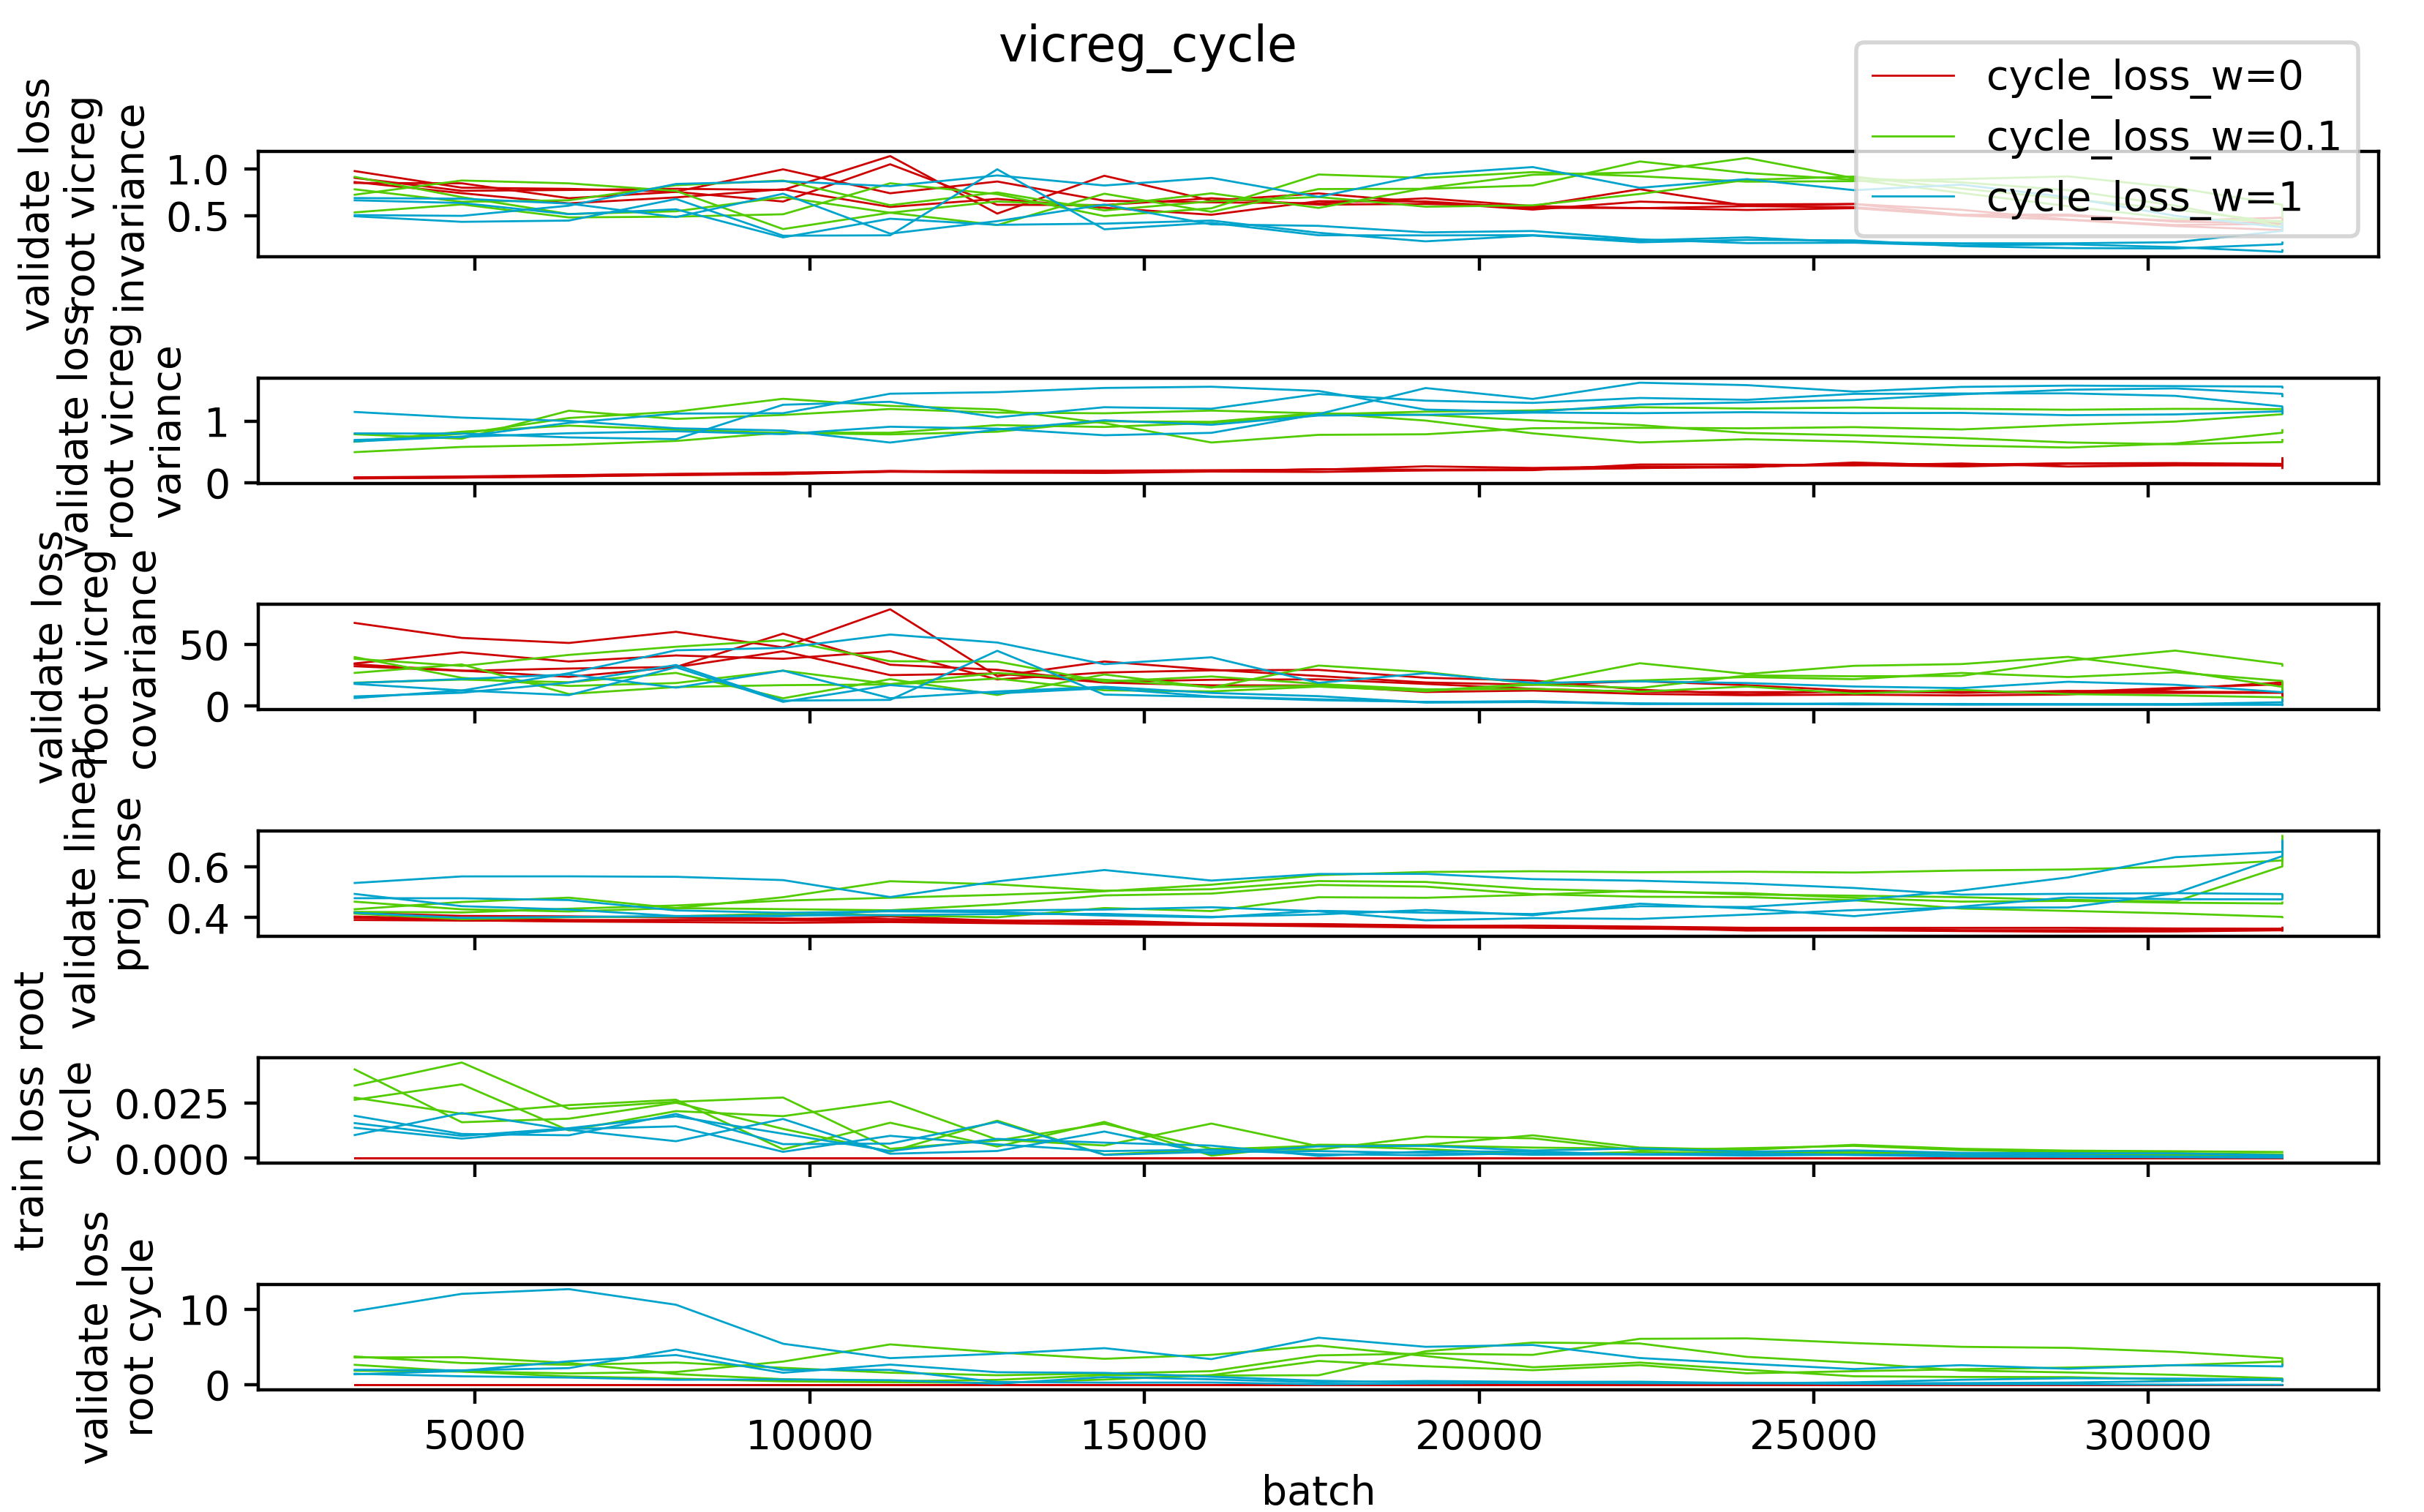 vicreg_cycle
cycle_loss_w=0
cycle_loss_w=0.1
cycle_loss_w=1
validate loss
root vicreg
invariance
1.0
0.5
validate loss
root vicreg
variance
1
0
validate loss
root vicreg
covariance
50
0
validate linear
proj mse
0.6
0.4
train loss root
cycle
0.025
0.000
validate loss
root cycle
10
0
5000 10000 15000 20000 25000 30000
batch